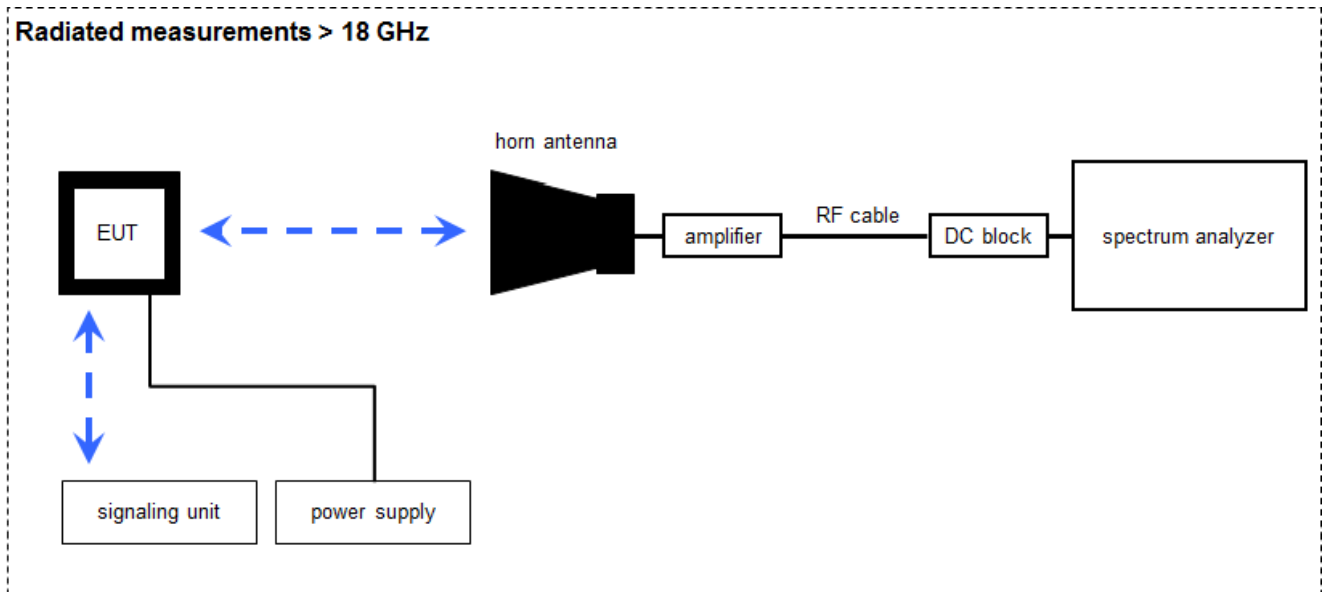 Radiated measurements > 18 GHz
horn antenna
EUT
amplifier
RF cable
DC block
spectrum analyzer
signaling unit
power supply